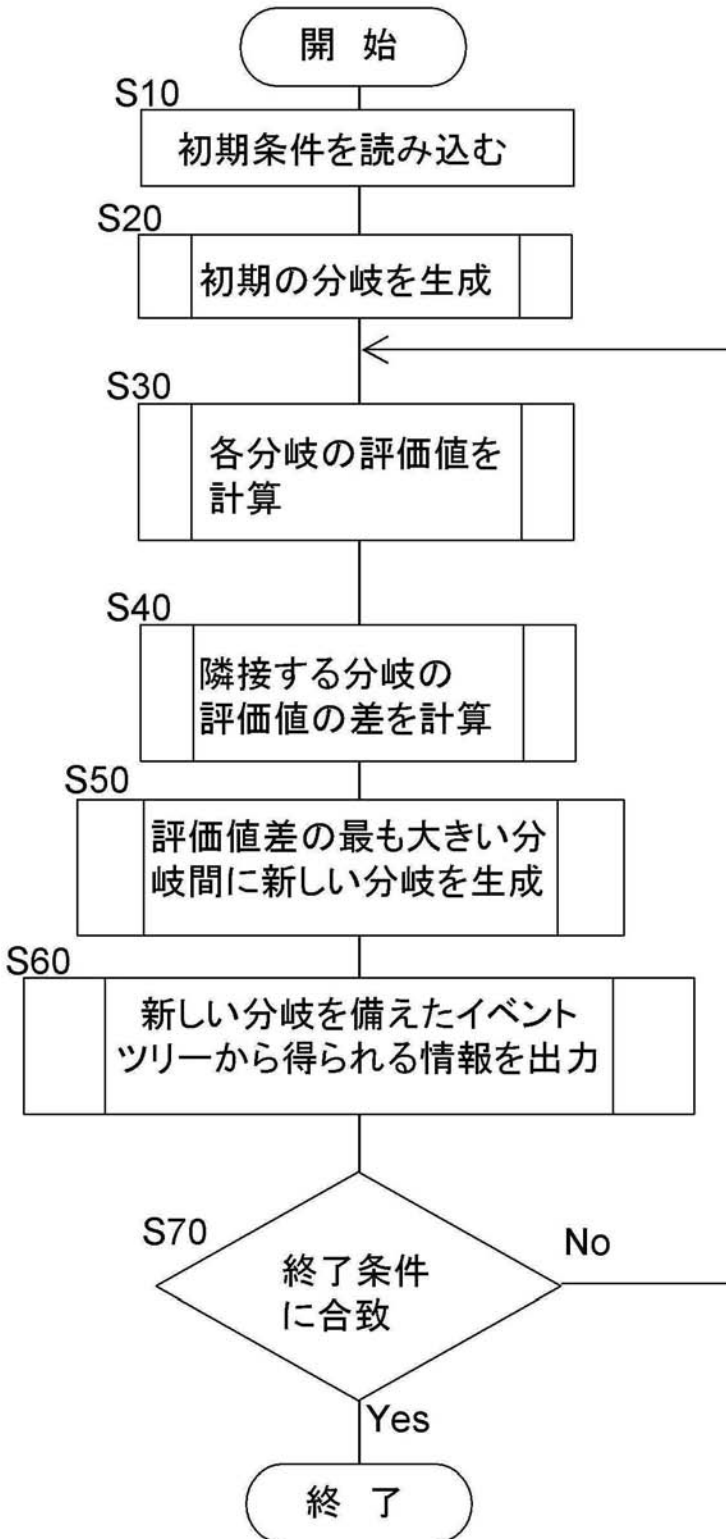 開 始
S10
初期条件を読み込む
S20
初期の分岐を生成
S30
各分岐の評価値を
計算
S40
隣接する分岐の
評価値の差を計算
S50
評価値差の最も大きい分
岐間に新しい分岐を生成
S60
新しい分岐を備えたイベント
ツリーから得られる情報を出力
S70
終了条件
に合致
No
Yes
終 了